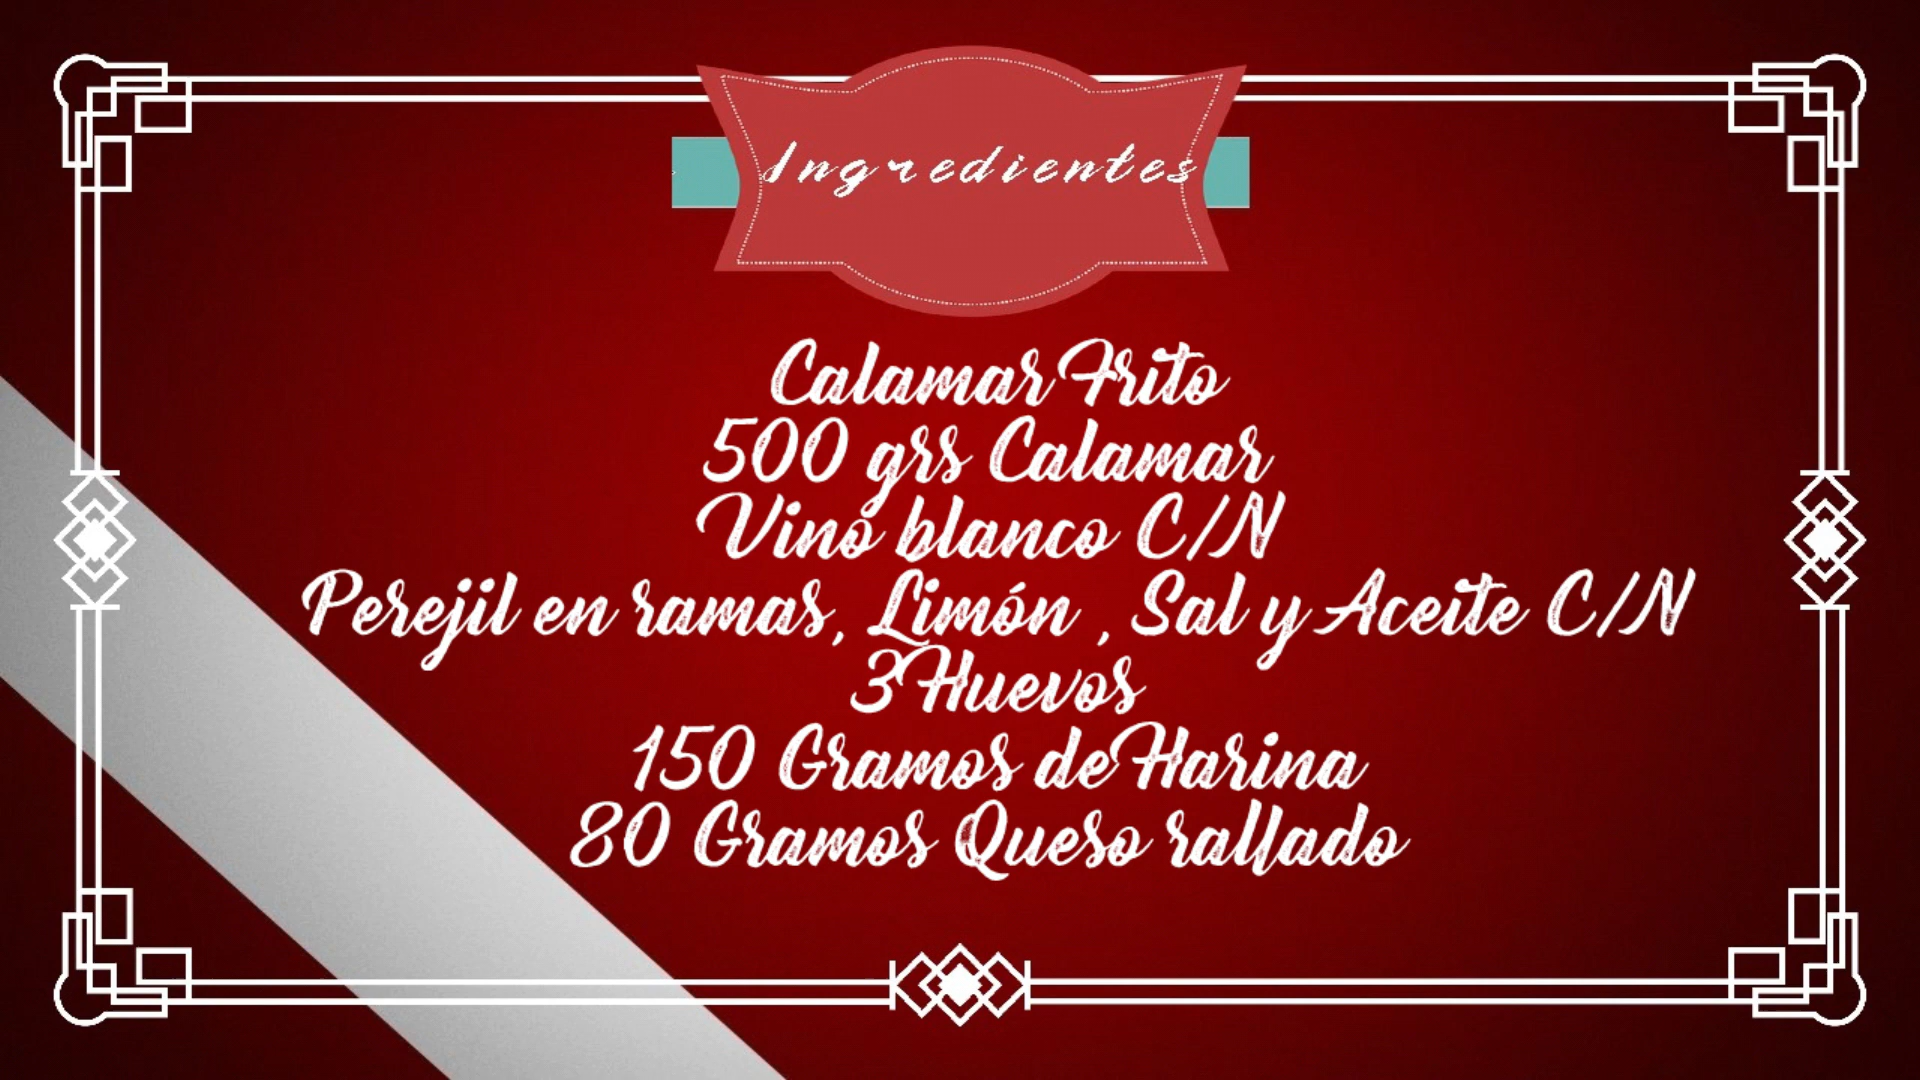 Ingredientes
Calamar Frito
500 grs Calamar
Vino blanco C/N
Perejil en ramas, Limón , Sal y Aceite C/N
3 Huevos
150 Gramos de Harina
80 Gramos Queso rallado